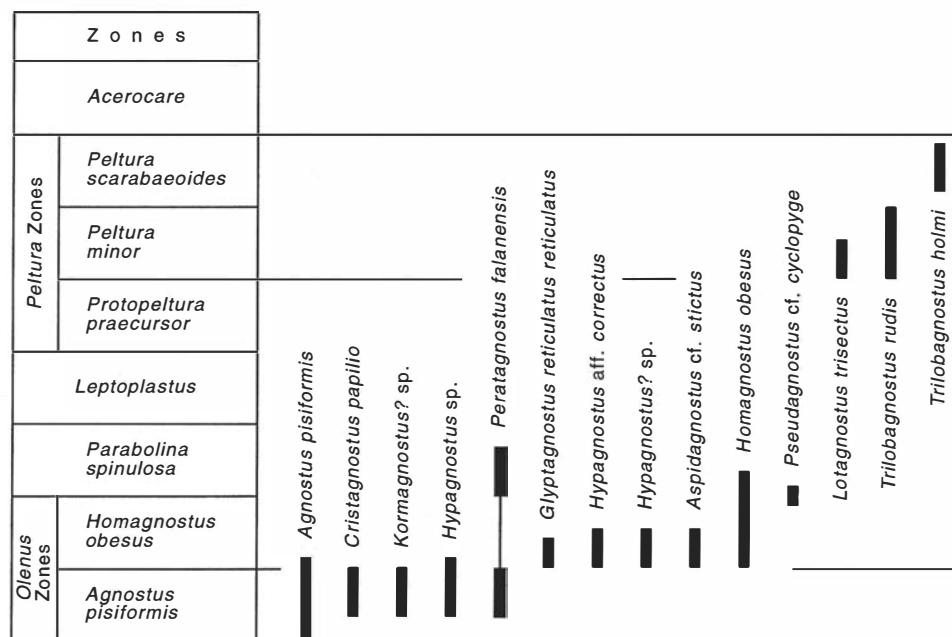 Zones
Acerocare
Peltura Zones
Peltura
scarabaeoides
Peltura
minor
Protopeltura
praecursor
Leptoplastus
Parabolina
spinulosa
Olenus
Zones
Homagnostus
obesus
Agnostus
pisiformis
Agnostus pisiformis
Cristagnostus papilio
Kormagnostus? sp.
Hypagnostus sp.
Peratagnostus falanensis
Glyptagnostus reticulatus reticulatus
Hypagnostus aff. correctus
Hypagnostus? sp.
Aspidagnostus cf. stictus
Homagnostus obesus
Pseudagnostus cf. cyclopyge
Lotagnostus trisectus
Trilobagnostus rudis
Trilobagnostus holmi